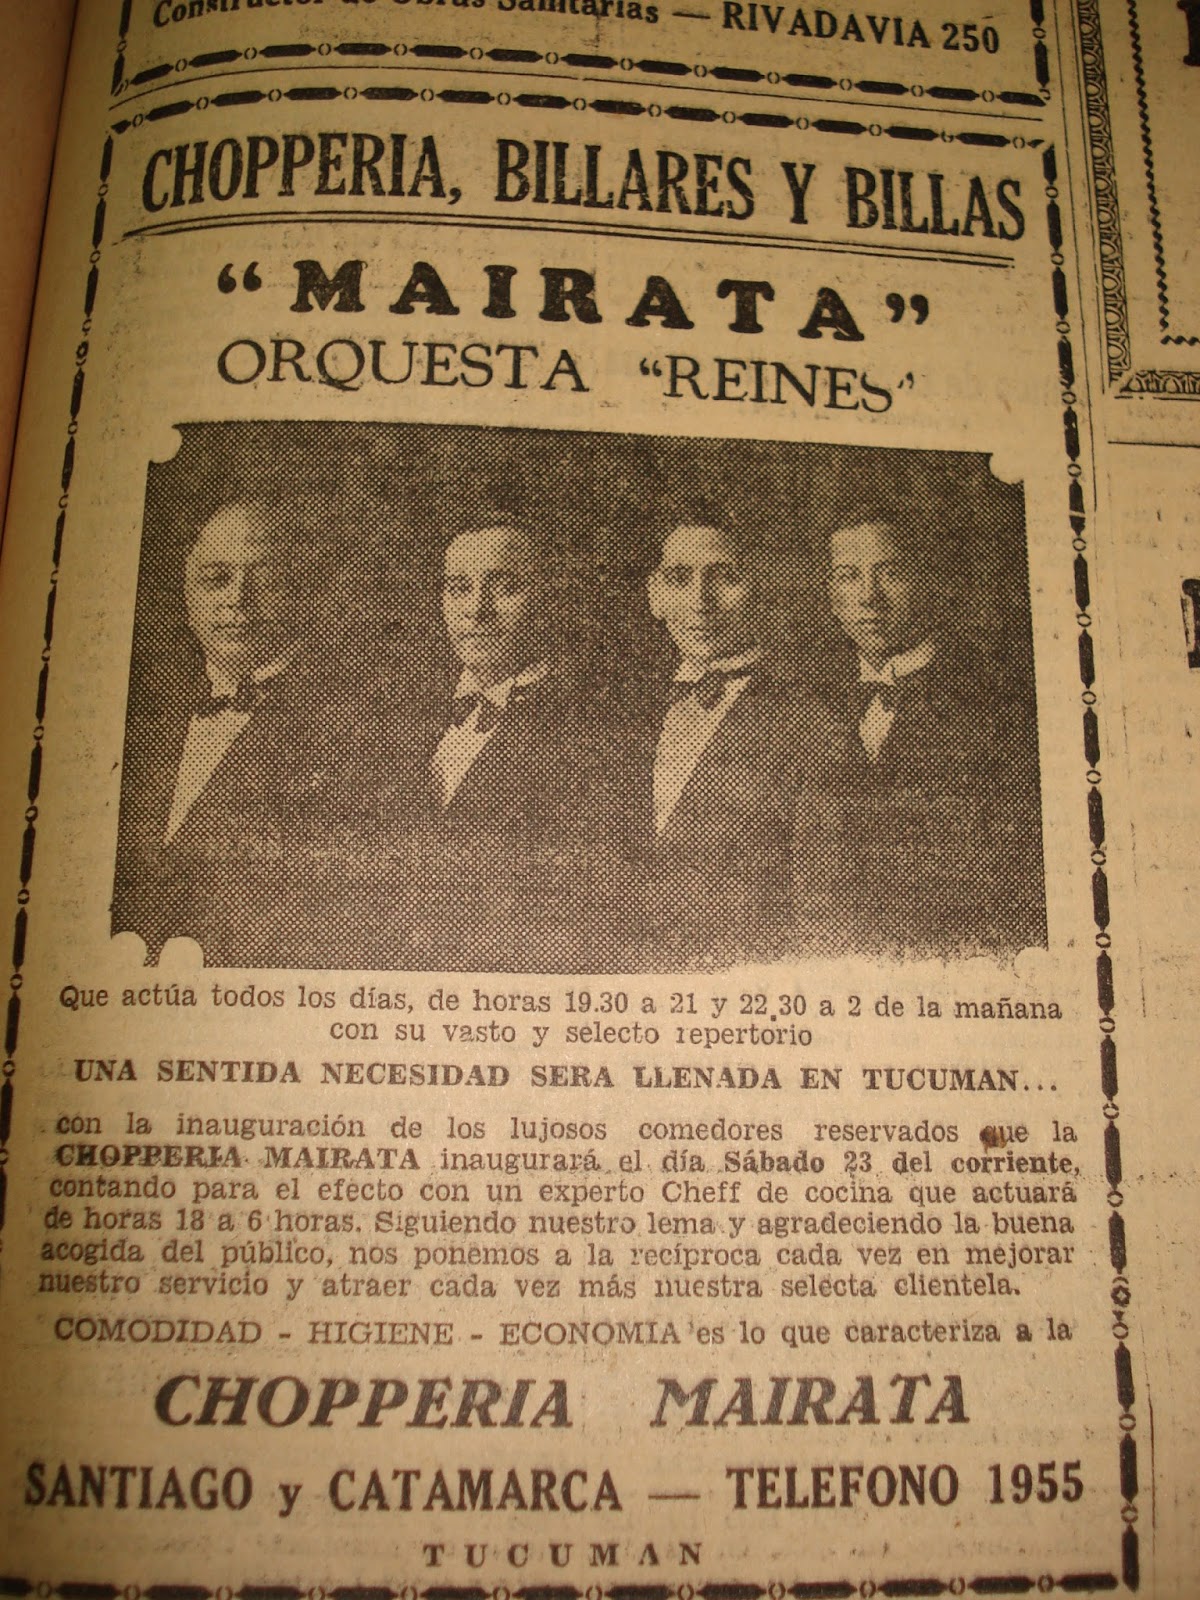 Constructor de Obras Sanitarias — RIVADAVIA 250
CHOPPERIA, BILLARES Y BILLAS
“MAIRATA”
ORQUESTA “REINES”
Que actúa todos los días, de horas 19.30 a 21 y 22.30 a 2 de la mañana
con su vasto y selecto repertorio
UNA SENTIDA NECESIDAD SERA LLENADA EN TUCUMAN...
con la inauguración de los lujosos comedores reservados que la
CHOPPERIA MAIRATA inaugurará el día Sábado 23 del corriente,
contando para el efecto con un experto Cheff de cocina que actuará
de horas 18 a 6 horas. Siguiendo nuestro lema y agradeciendo la buena
acogida del público, nos ponemos a la recíproca cada vez en mejorar
nuestro servicio y atraer cada vez más nuestra selecta clientela.
COMODIDAD - HIGIENE - ECONOMIA es lo que caracteriza a la
CHOPPERIA MAIRATA
SANTIAGO y CATAMARCA — TELEFONO 1955
TUCUMAN